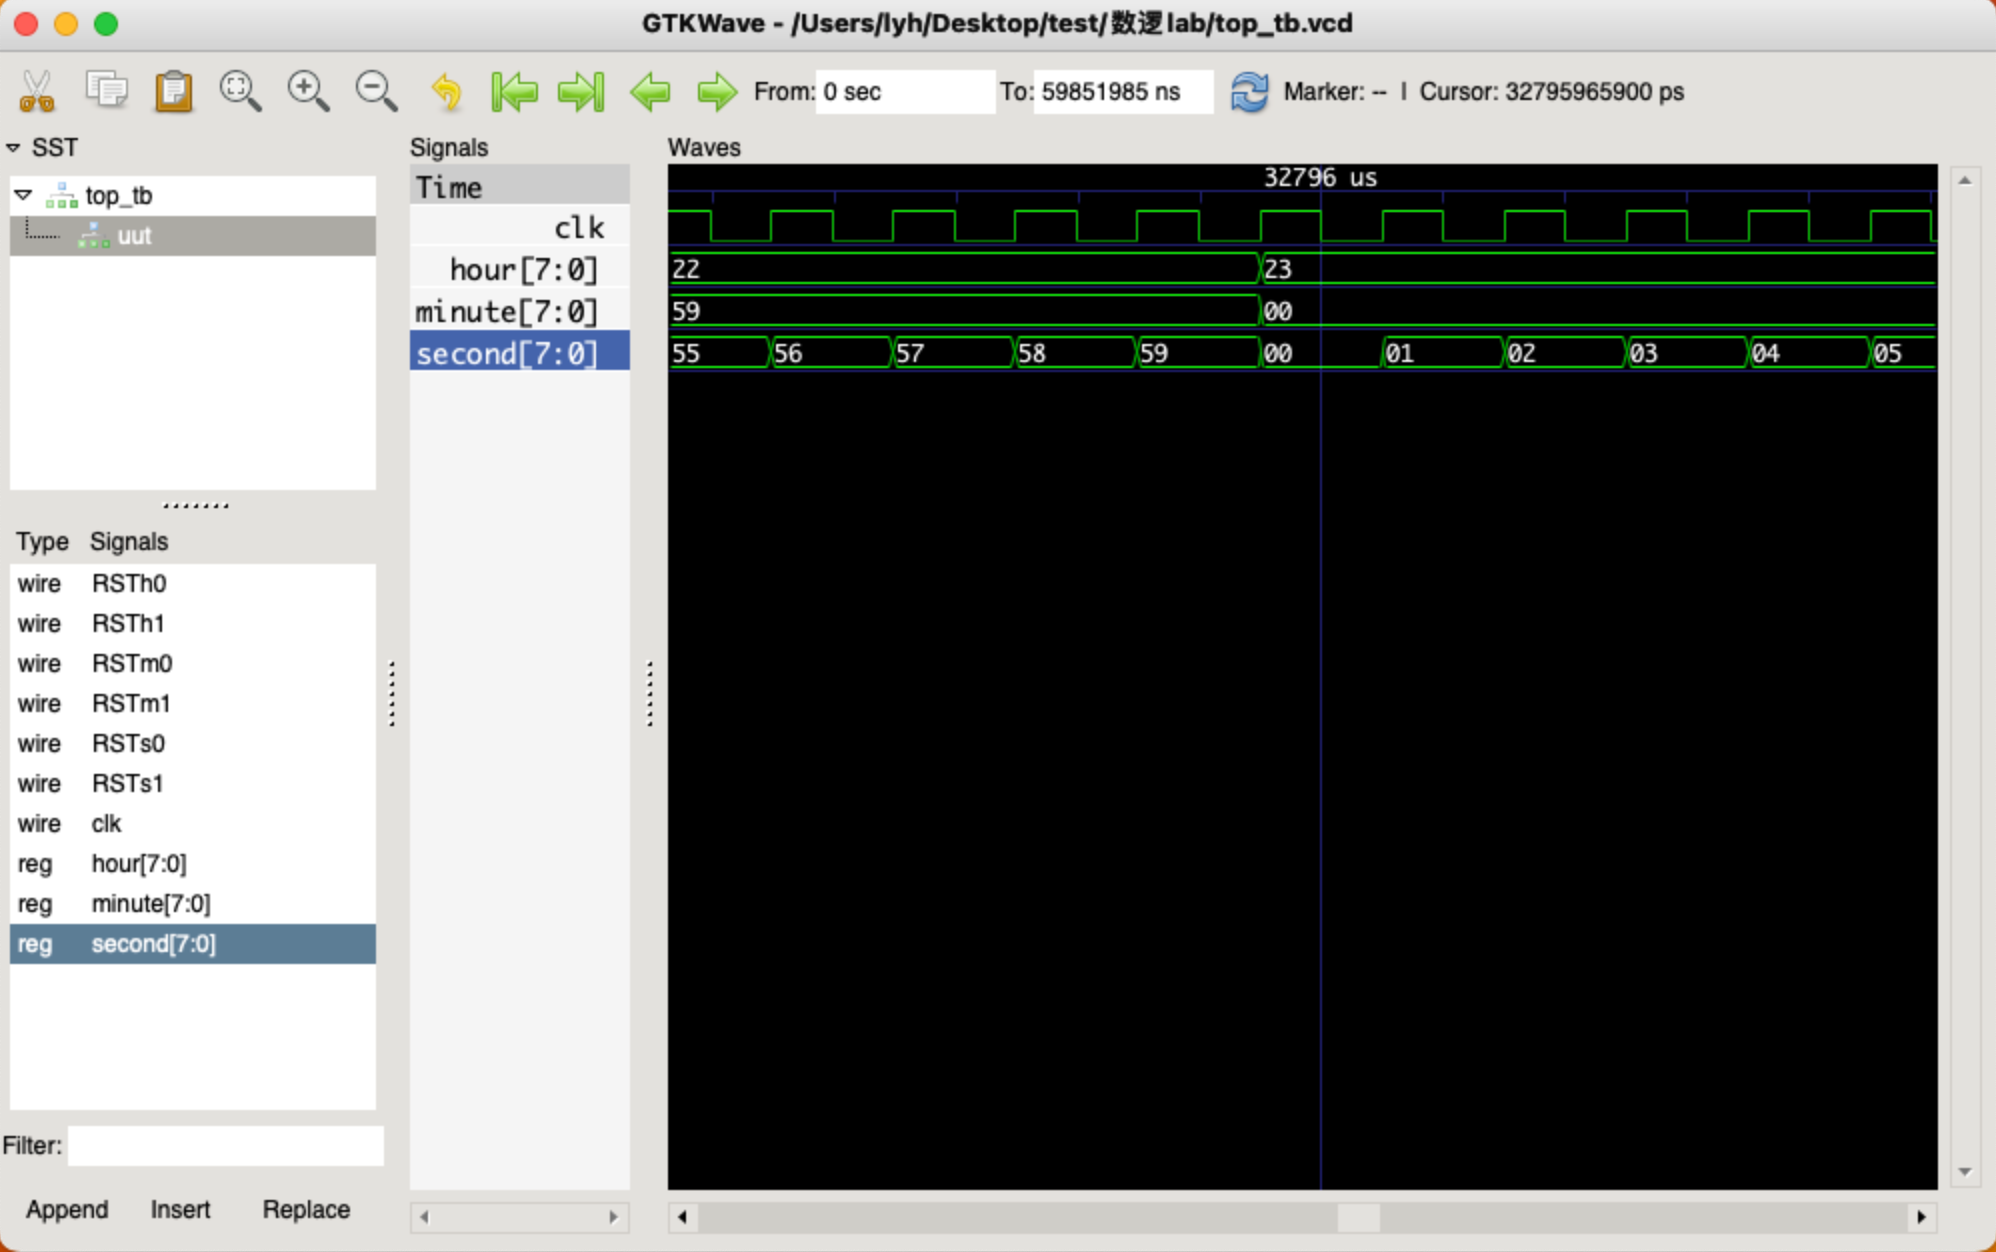 GTKWave - /Users/lyh/Desktop/test/数逻lab/top_tb.vcd
From: 0 sec To: 59851985 ns Marker: -- | Cursor: 32795965900 ps
SST
top_tb
uut
Type Signals
wire RSTh0
wire RSTh1
wire RSTm0
wire RSTm1
wire RSTs0
wire RSTs1
wire clk
reg hour[7:0]
reg minute[7:0]
reg second[7:0]
Filter:
Append Insert Replace
Signals
Time
clk
hour[7:0]
minute[7:0]
second[7:0]
Waves
32796 us
22 23
59 00
55 56 57 58 59 00 01 02 03 04 05